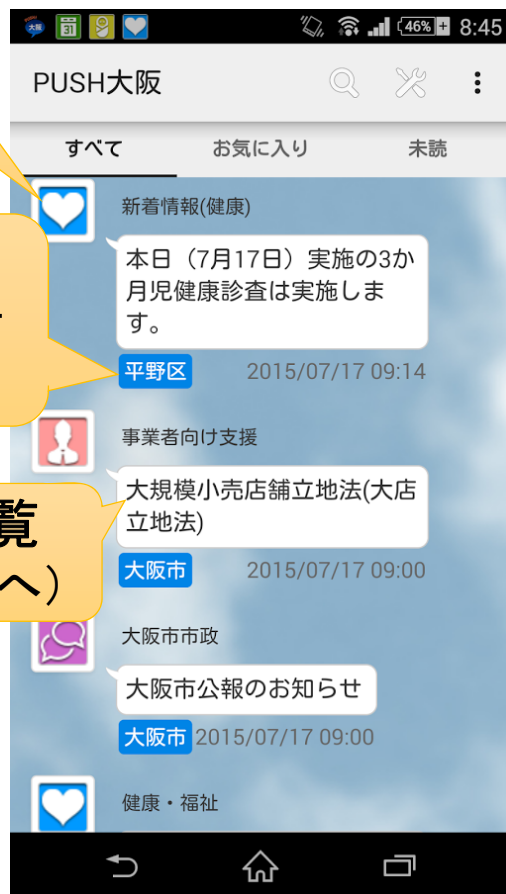 大阪
31
46%
8:45
PUSH大阪
すべて
お気に入り
未読
新着情報(健康)
本日（7月17日）実施の3か
月児健康診査は実施しま
す。
平野区
2015/07/17 09:14
事業者向け支援
大規模小売店舗立地法(大店
立地法)
大阪市
2015/07/17 09:00
覧
へ）
大阪市市政
大阪市公報のお知らせ
大阪市
2015/07/17 09:00
健康・福祉